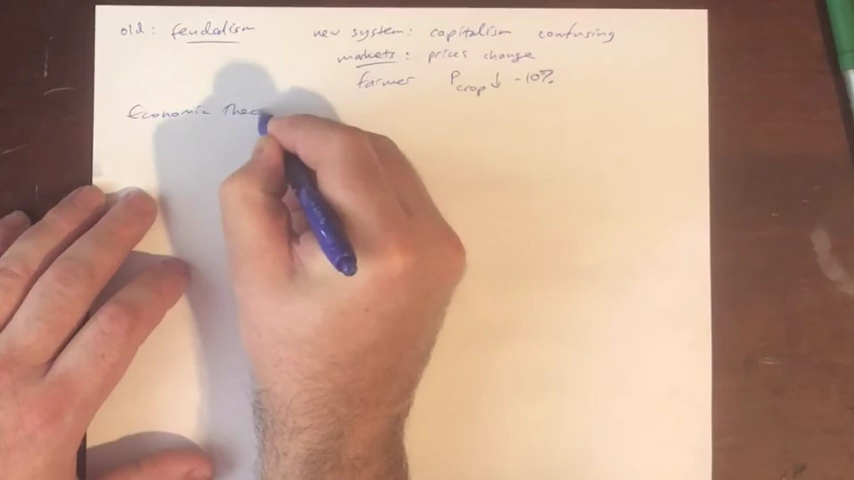 old: feudalism new system: capitalism confusing
markets: prices change
farmer P crop ↓ -10%
Economic Theo